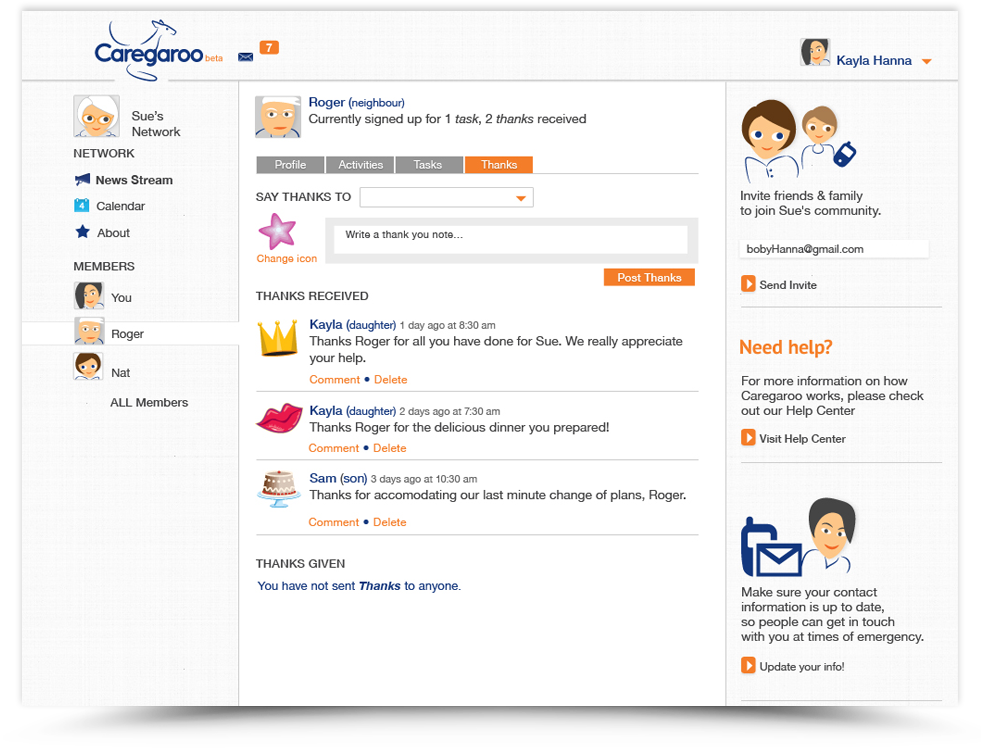 Caregaroo beta
7
Kayla Hanna
Sue's
Network
NETWORK
News Stream
4
Calendar
About
MEMBERS
You
Roger
Nat
ALL Members
Roger (neighbour)
Currently signed up for 1 task, 2 thanks received
Profile
Activities
Tasks
Thanks
SAY THANKS TO
Write a thank you note...
Change icon
Post Thanks
THANKS RECEIVED
Kayla (daughter) 1 day ago at 8:30 am
Thanks Roger for all you have done for Sue. We really appreciate
your help.
Comment • Delete
Kayla (daughter) 2 days ago at 7:30 am
Thanks Roger for the delicious dinner you prepared!
Comment • Delete
Sam (son) 3 days ago at 10:30 am
Thanks for accomodating our last minute change of plans, Roger.
Comment • Delete
THANKS GIVEN
You have not sent Thanks to anyone.
Invite friends & family
to join Sue's community.
bobyHanna@gmail.com
Send Invite
Need help?
For more information on how
Caregaroo works, please check
out our Help Center
Visit Help Center
Make sure your contact
information is up to date,
so people can get in touch
with you at times of emergency.
Update your info!